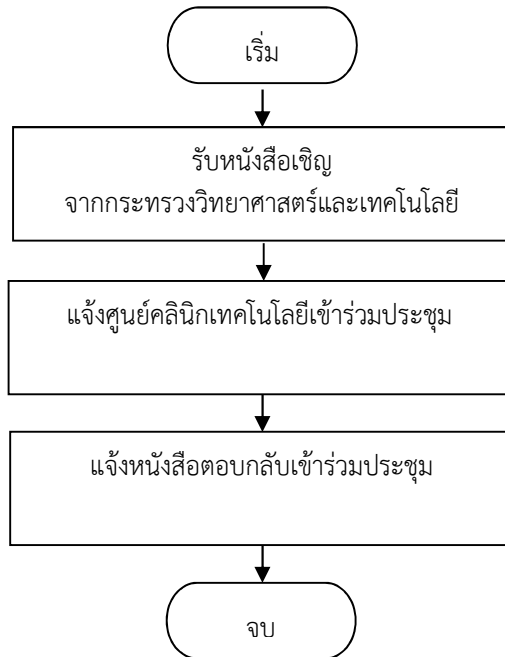 เริ่ม
รับหนังสือเชิญ
จากกระทรวงวิทยาศาสตร์และเทคโนโลยี
แจ้งศูนย์คลินิกเทคโนโลยีเข้าร่วมประชุม
แจ้งหนังสือตอบกลับเข้าร่วมประชุม
จบ